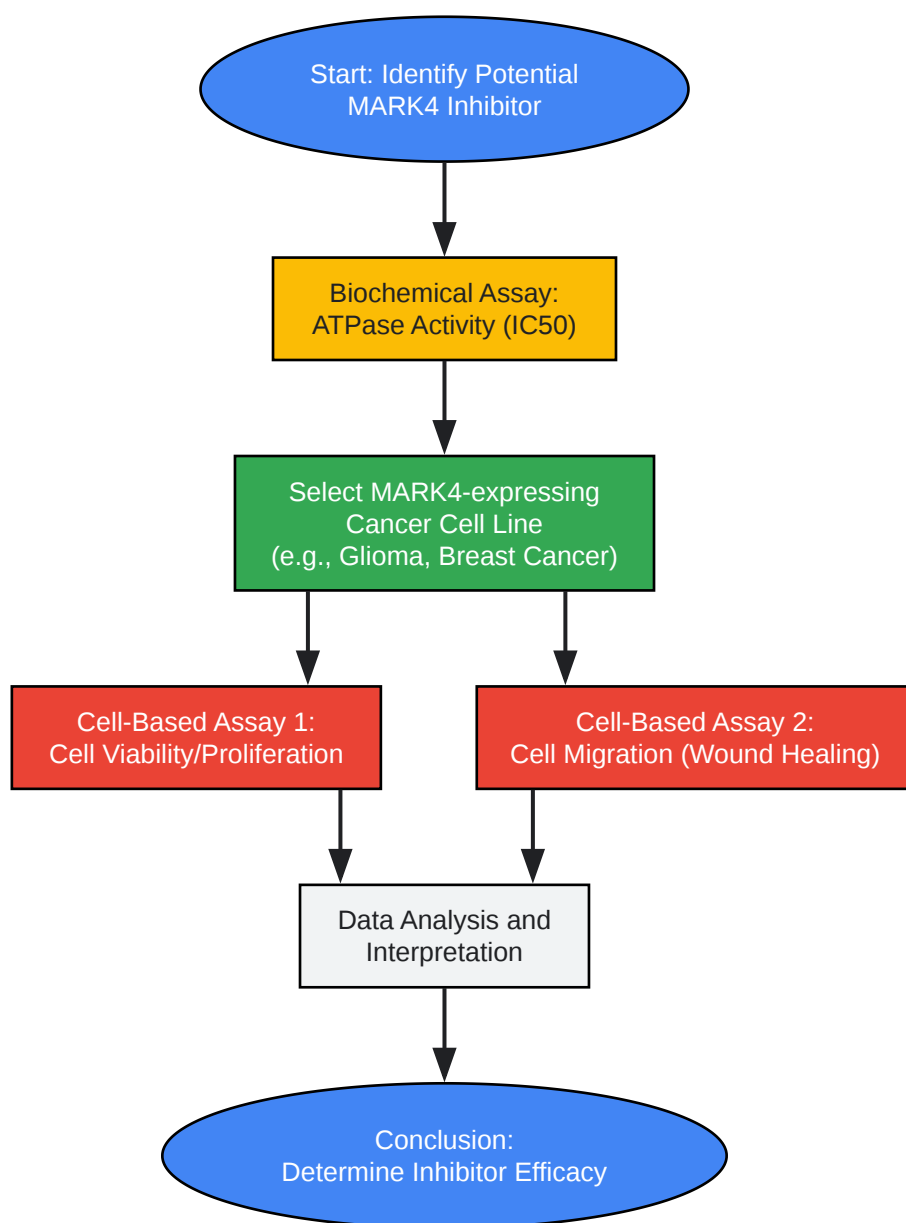 Start: Identify Potential
MARK4 Inhibitor
Biochemical Assay:
ATPase Activity (IC50)
Select MARK4-expressing
Cancer Cell Line
(e.g., Glioma, Breast Cancer)
Cell-Based Assay 1:
Cell Viability/Proliferation
Cell-Based Assay 2:
Cell Migration (Wound Healing)
Data Analysis and
Interpretation
Conclusion:
Determine Inhibitor Efficacy